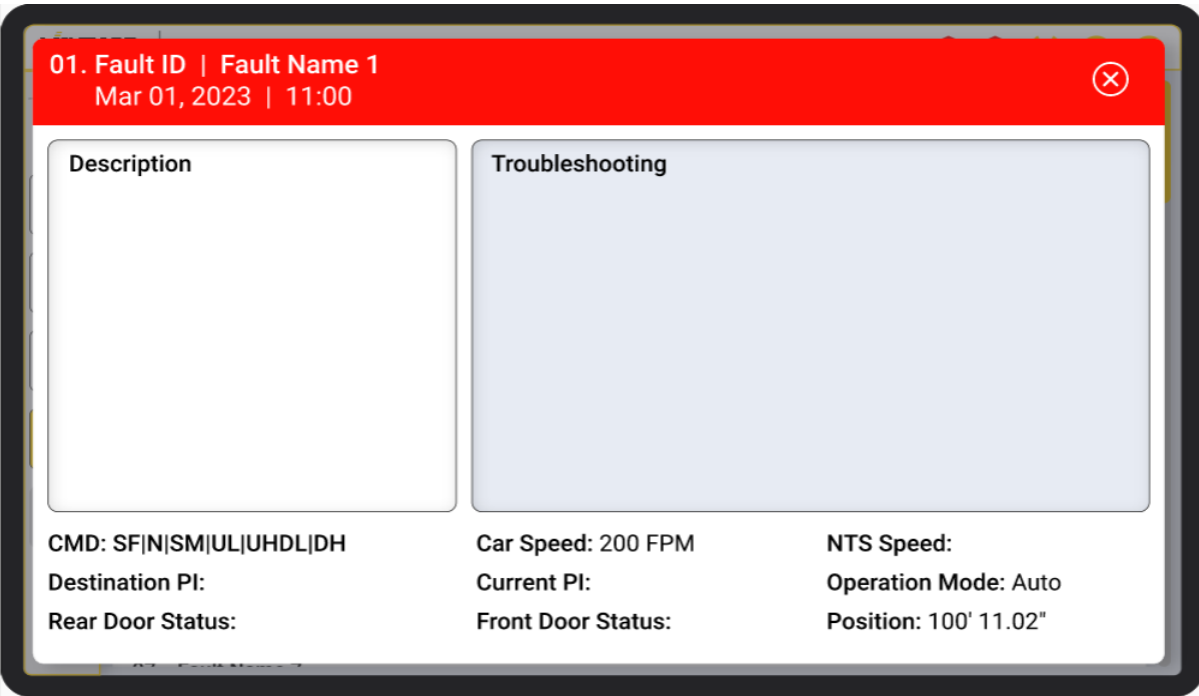 01. Fault ID | Fault Name 1
Mar 01, 2023 | 11:00
Description
Troubleshooting
CMD: SF|N|SM|UL|UHDL|DH
Car Speed: 200 FPM
NTS Speed:
Destination PI:
Current PI:
Operation Mode: Auto
Rear Door Status:
Front Door Status:
Position: 100' 11.02"